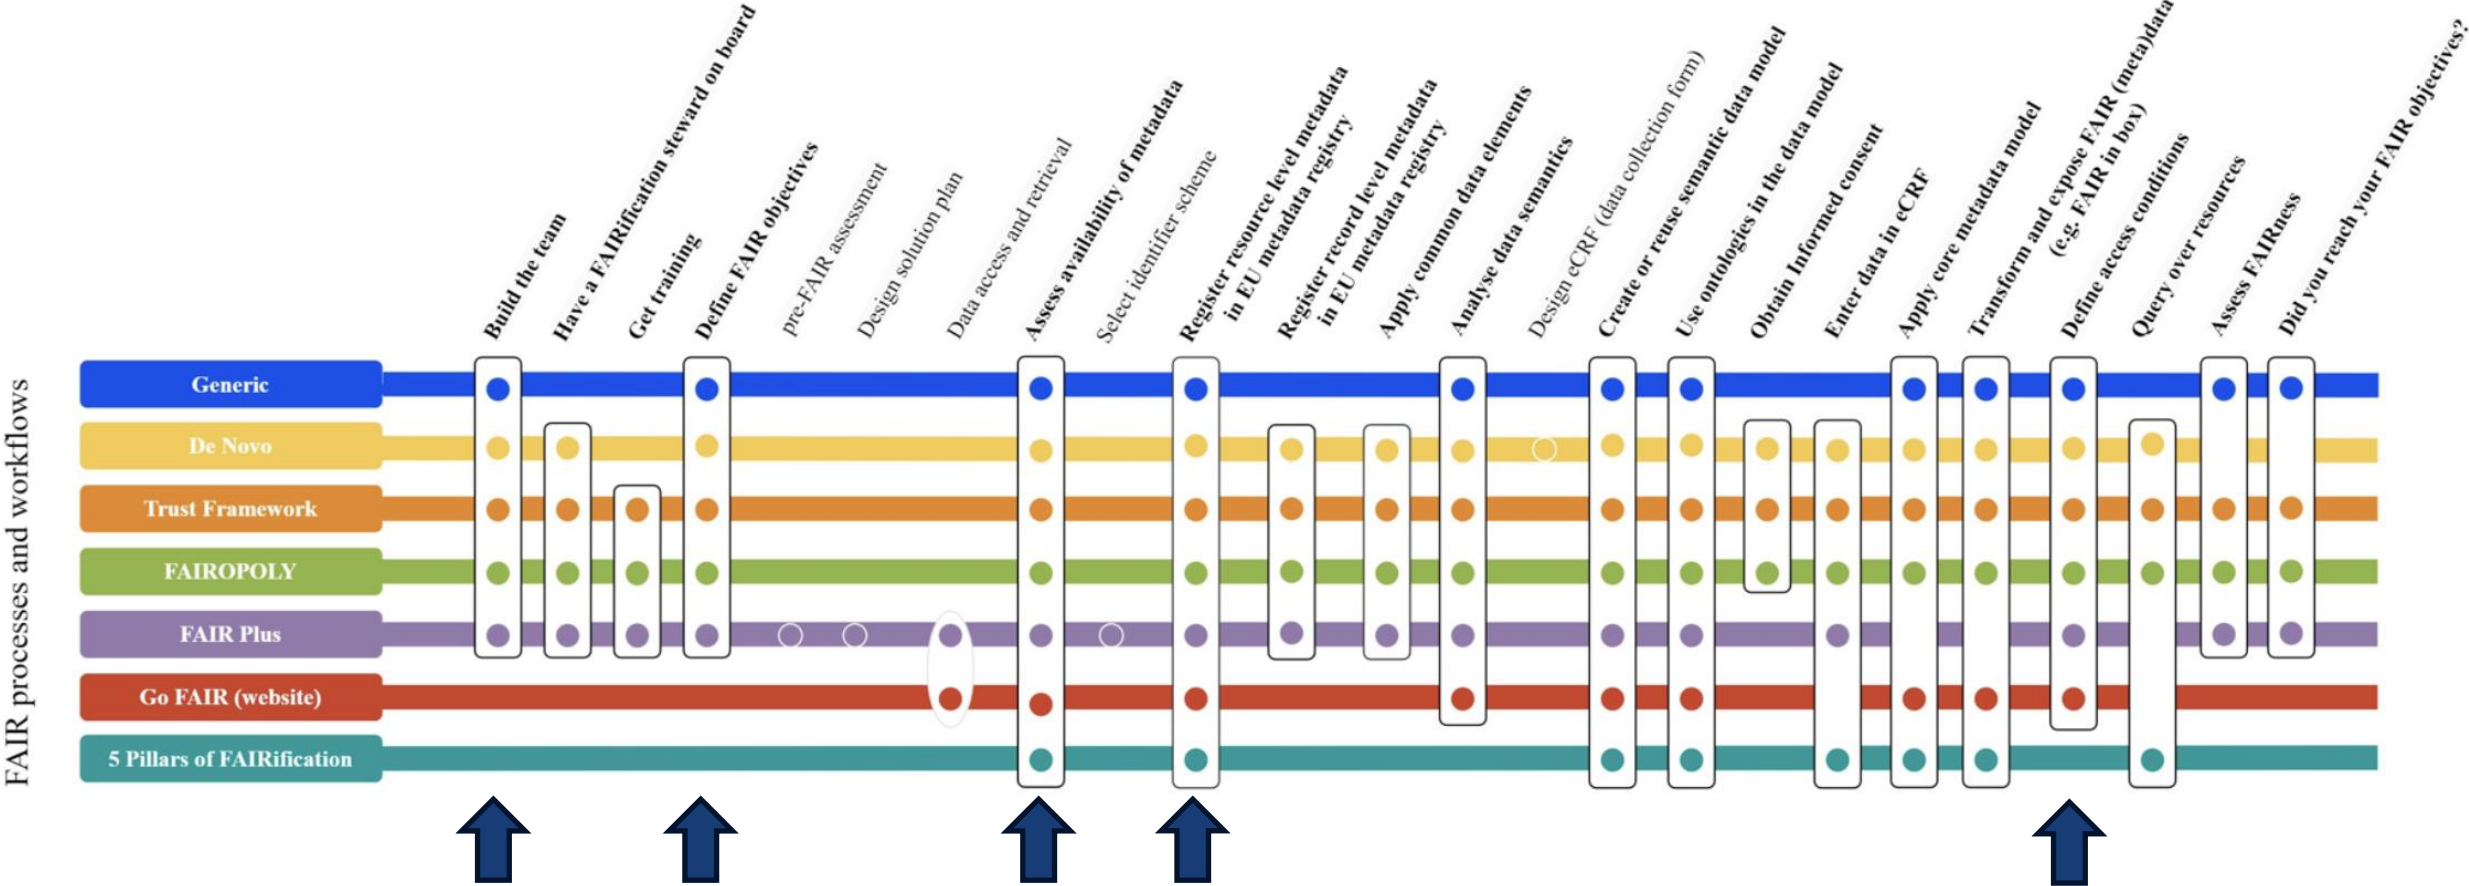 Build the team
Have a FAIRification steward on board
Get training
Define FAIR objectives
pre-FAIR assessment
Design solution plan
Data access and retrieval
Assess availability of metadata
Select identifier scheme
Register resource level metadata
in EU metadata registry
Register record level metadata
in EU metadata registry
Apply common data elements
Analyse data semantics
Design eCRF (data collection form)
Create or reuse semantic data model
Use ontologies in the data model
Obtain Informed consent
Enter data in eCRF
Apply core metadata model
Transform and expose FAIR (meta)data
(e.g. FAIR in box)
Define access conditions
Query over resources
Assess FAIRness
Did you reach your FAIR objectives?
FAIR processes and workflows
Generic
De Novo
Trust Framework
FAIROPOLY
FAIR Plus
Go FAIR (website)
5 Pillars of FAIRification